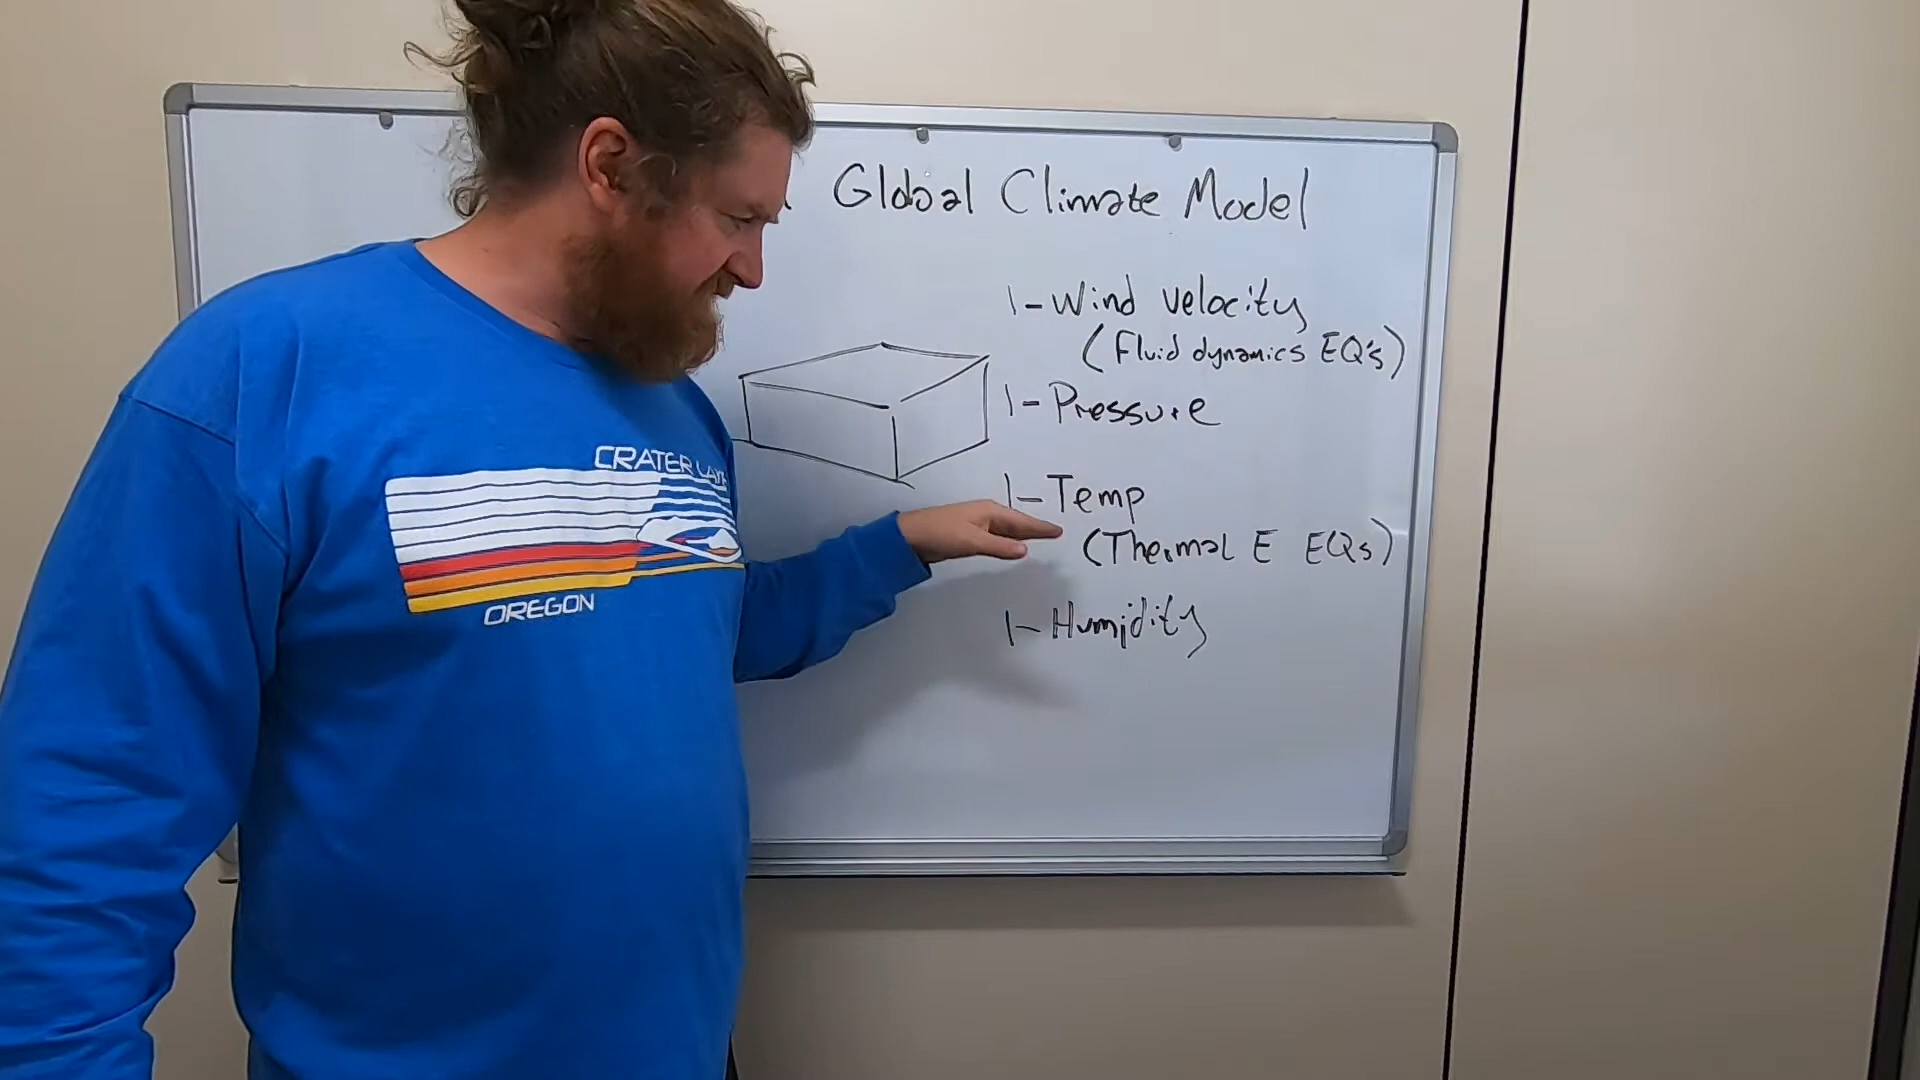 Global Climate Model
1-Wind velocity
(Fluid dynamics EQ's)
1-Pressure
1-Temp
(Thermal E EQs)
1-Humidity
CRATER LAKE
OREGON